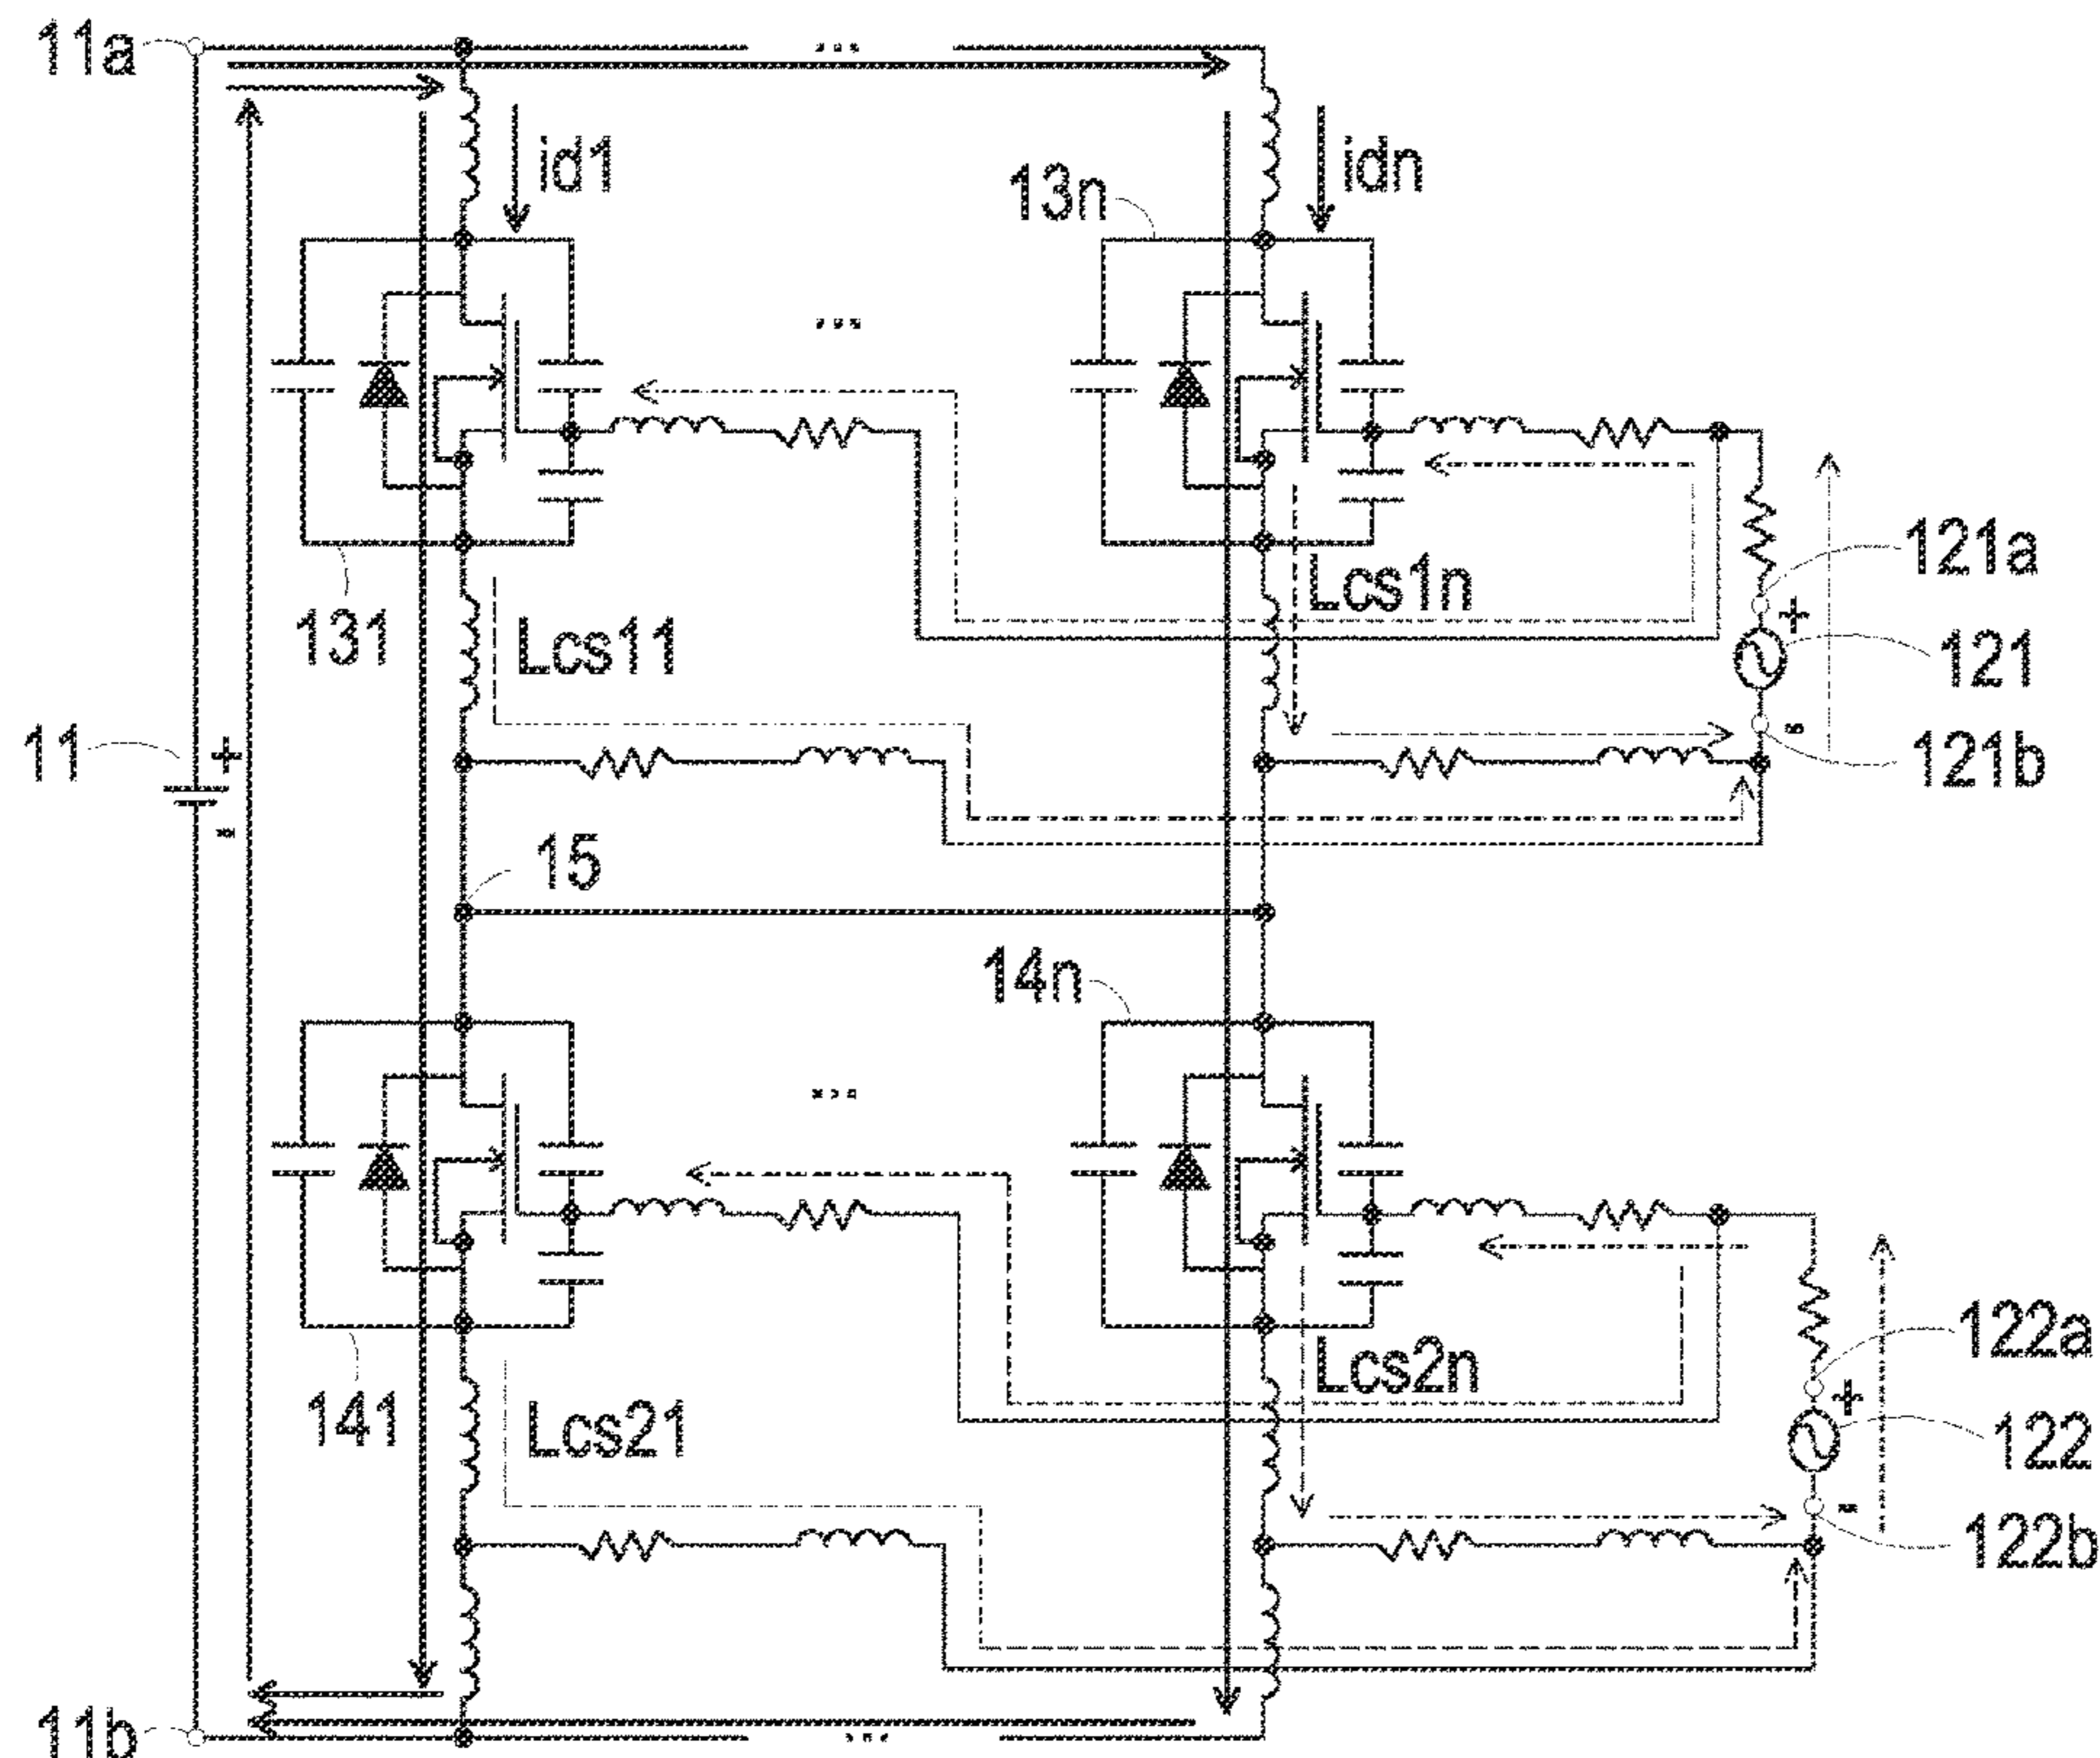 11a
...
id1
idn
13n
...
121a
+
Lcs1n
131
Lcs11
121
11
+
-
121b
-
15
14n
...
122a
Lcs2n
+
141
Lcs21
122
-
122b
11b
...